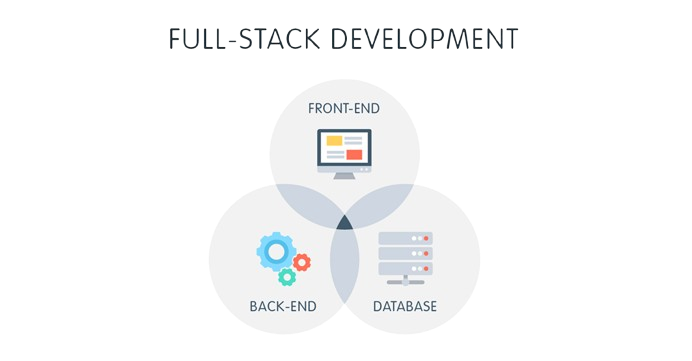 FULL-STACK DEVELOPMENT
FRONT-END
BACK-END
DATABASE